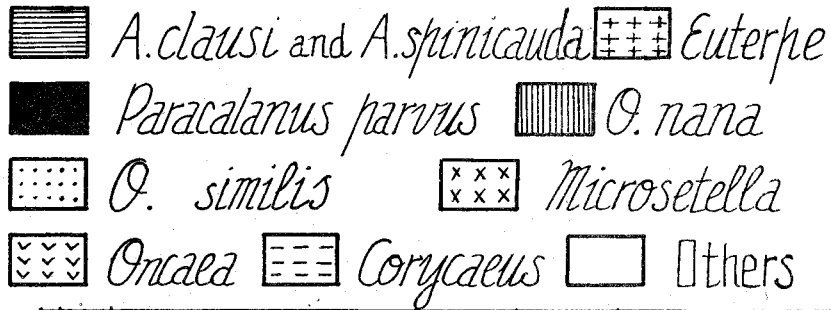 A.clausi and A.spinicauda Euterpe
Paracalanus parvus O. nana
O. similis Microsetella
Oncaea Corycaeus Others